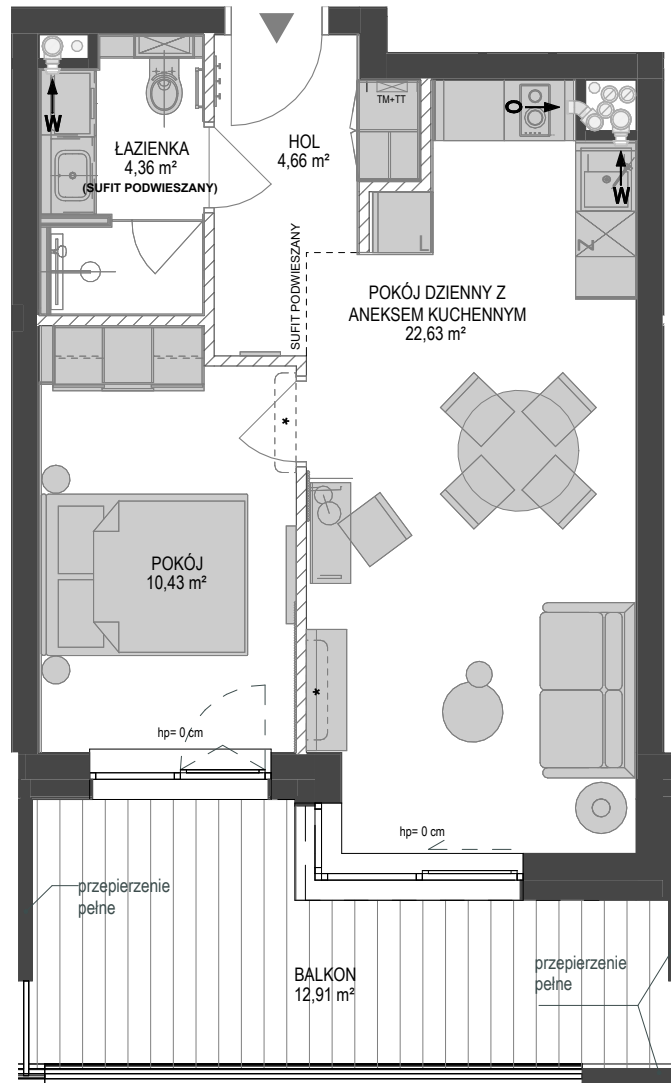 W
ŁAZIENKA
4,36 m²
(SUFIT PODWIESZANY)
HOL
4,66 m²
TM+TT
O
W
L
Z
SUFIT PODWIESZANY
POKÓJ DZIENNY Z
ANEKSEM KUCHENNYM
22,63 m²
*
POKÓJ
10,43 m²
*
hp= 0 cm
hp= 0 cm
przepierzenie
pełne
BALKON
12,91 m²
przepierzenie
pełne